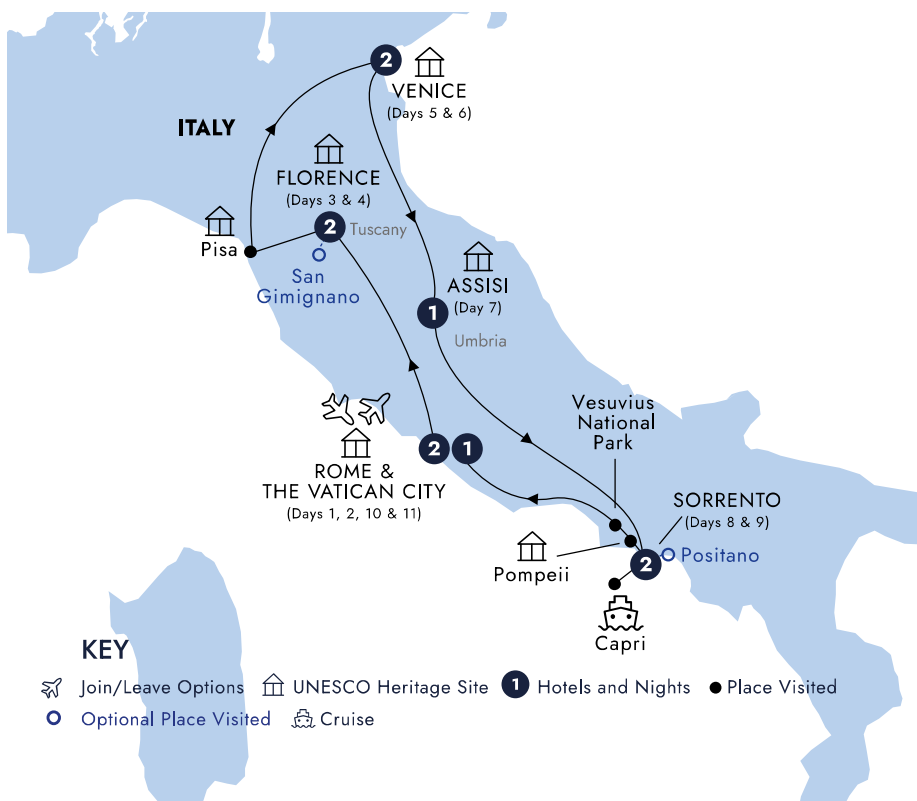 2
VENICE
(Days 5 & 6)
ITALY
FLORENCE
(Days 3 & 4)
2
Tuscany
Pisa
San
Gimignano
ASSISI
(Day 7)
1
Umbria
Vesuvius
National
Park
2
1
ROME &
THE VATICAN CITY
(Days 1, 2, 10 & 11)
SORRENTO
(Days 8 & 9)
Positano
2
Pompeii
Capri
KEY
Join/Leave Options UNESCO Heritage Site 1 Hotels and Nights Place Visited
Optional Place Visited Cruise